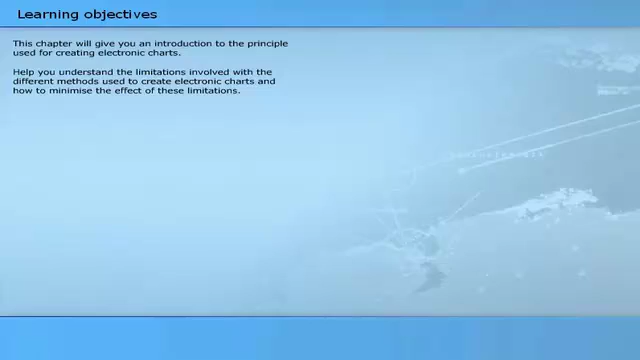 Learning objectives
This chapter will give you an introduction to the principle
used for creating electronic charts.
Help you understand the limitations involved with the
different methods used to create electronic charts and
how to minimise the effect of these limitations.